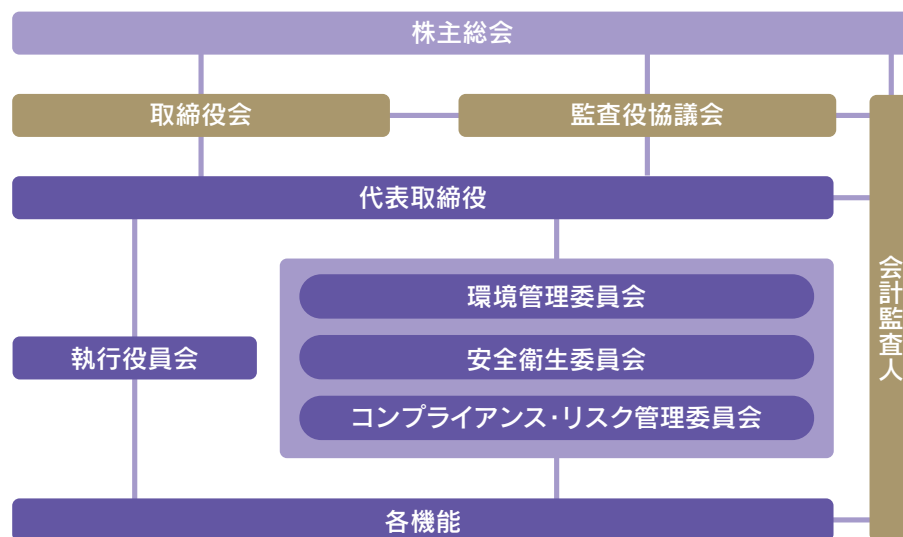 株主総会
取締役会
監査役協議会
代表取締役
会計監査人
環境管理委員会
執行役員会
安全衛生委員会
コンプライアンス・リスク管理委員会
各機能